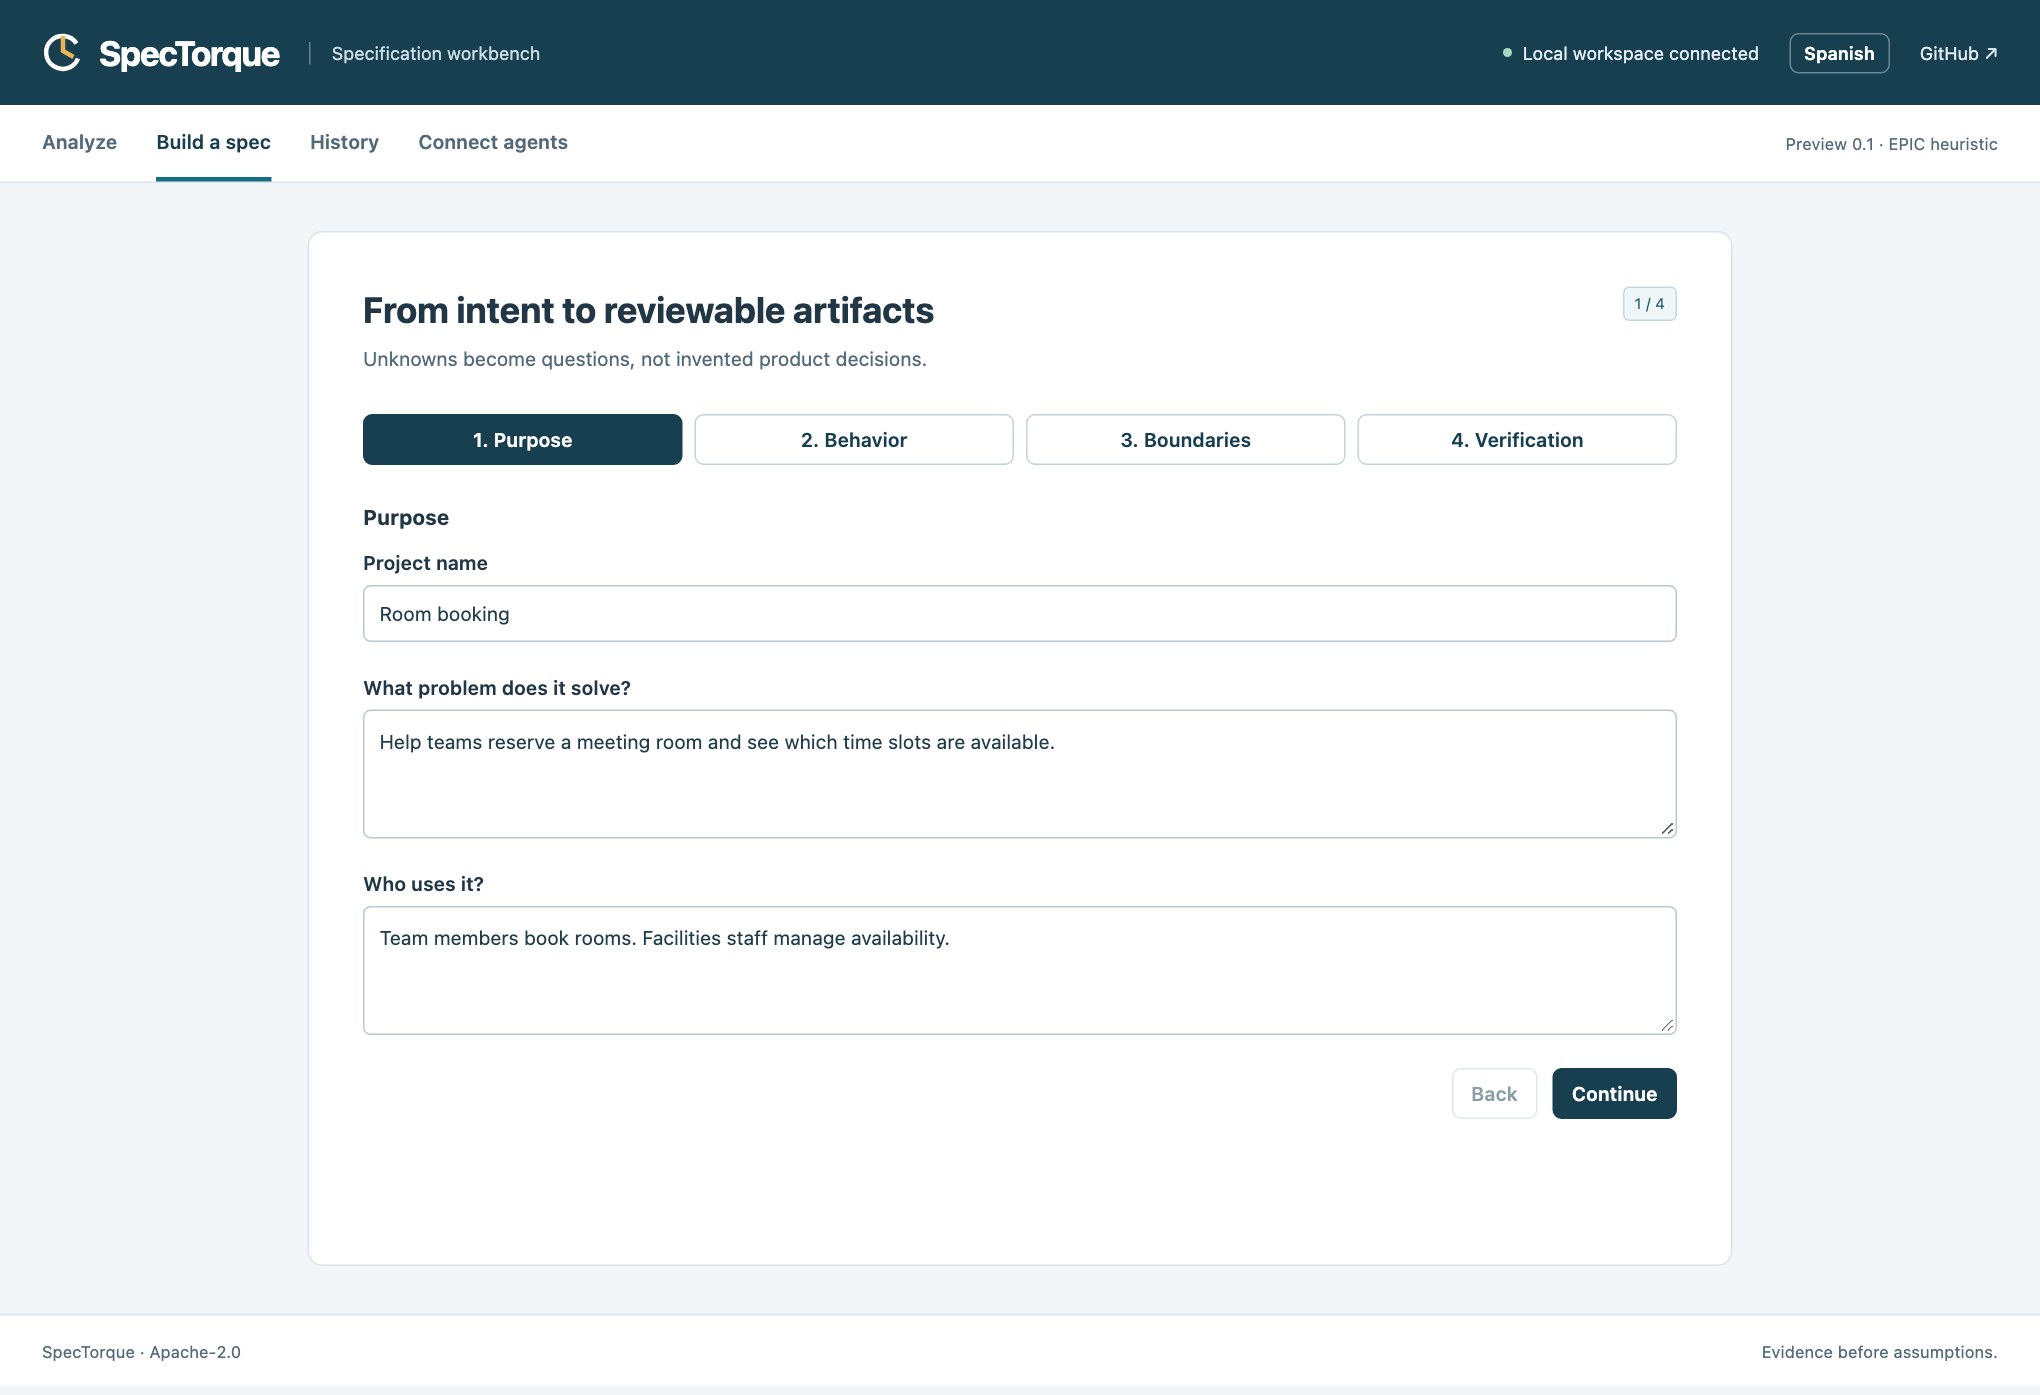 SpecTorque
Specification workbench
Local workspace connected
Spanish
GitHub ↗
Analyze
Build a spec
History
Connect agents
Preview 0.1 · EPIC heuristic
From intent to reviewable artifacts
1 / 4
Unknowns become questions, not invented product decisions.
1. Purpose
2. Behavior
3. Boundaries
4. Verification
Purpose
Project name
Room booking
What problem does it solve?
Help teams reserve a meeting room and see which time slots are available.
Who uses it?
Team members book rooms. Facilities staff manage availability.
Back
Continue
SpecTorque · Apache-2.0
Evidence before assumptions.